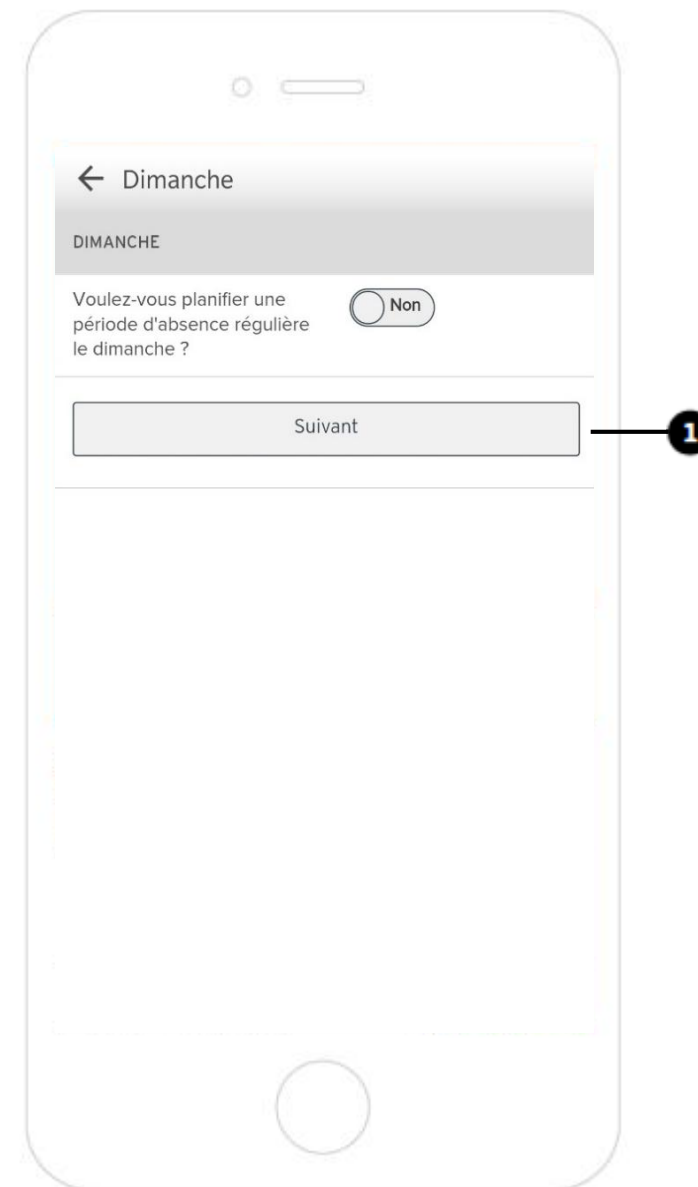 ← Dimanche
DIMANCHE
Voulez-vous planifier une
période d'absence régulière
le dimanche ?
Non
Suivant
1